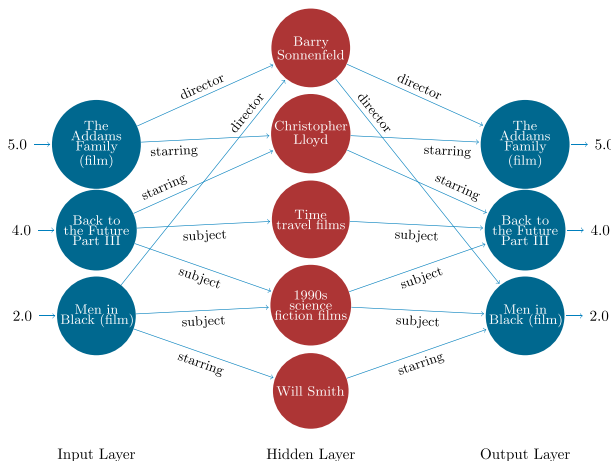 Barry
Sonnenfeld
director
director
director
director
The
Addams
Family
(film)
5.0
starring
Christopher
Lloyd
starring
The
Addams
Family
(film)
5.0
starring
starring
4.0
Back to
the Future
Part III
subject
Time
travel films
subject
Back to
the Future
Part III
4.0
subject
subject
2.0
Men in
Black (film)
subject
1990s
science
fiction films
subject
Men in
Black (film)
2.0
starring
Will Smith
starring
Input Layer
Hidden Layer
Output Layer